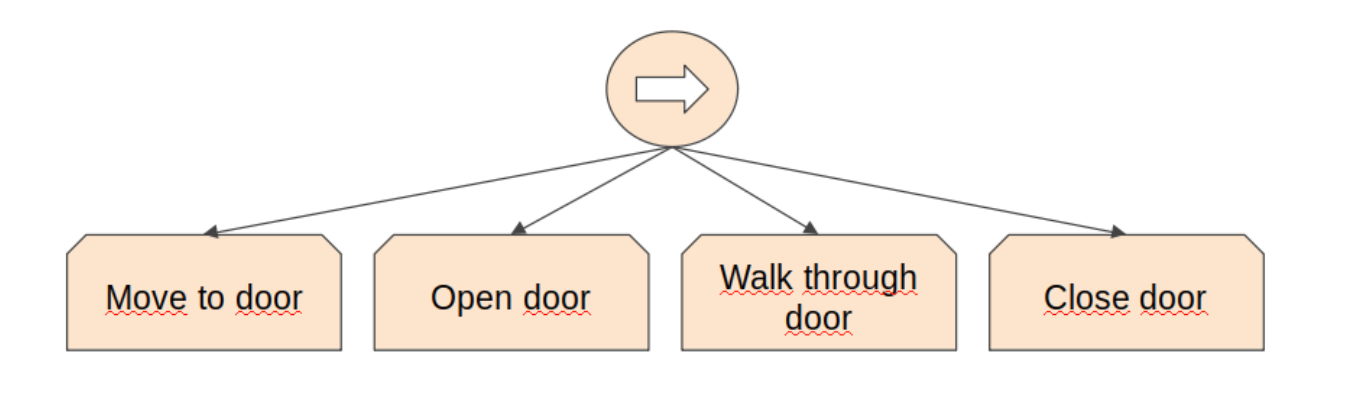 Move to door
Open door
Walk through
door
Close door